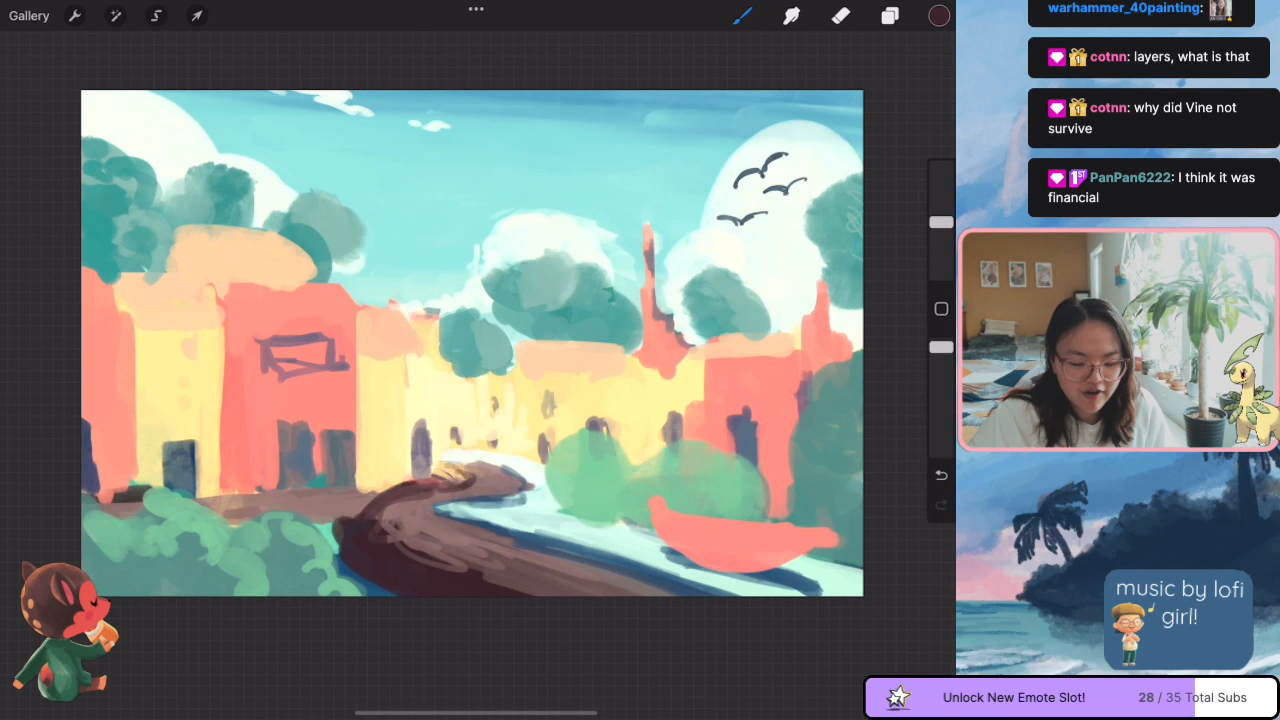 Gallery
warhammer_40painting:
cotnn: layers, what is that
cotnn: why did Vine not
survive
PanPan6222: I think it was
financial
music by lofi
girl!
Unlock New Emote Slot! 28 / 35 Total Subs